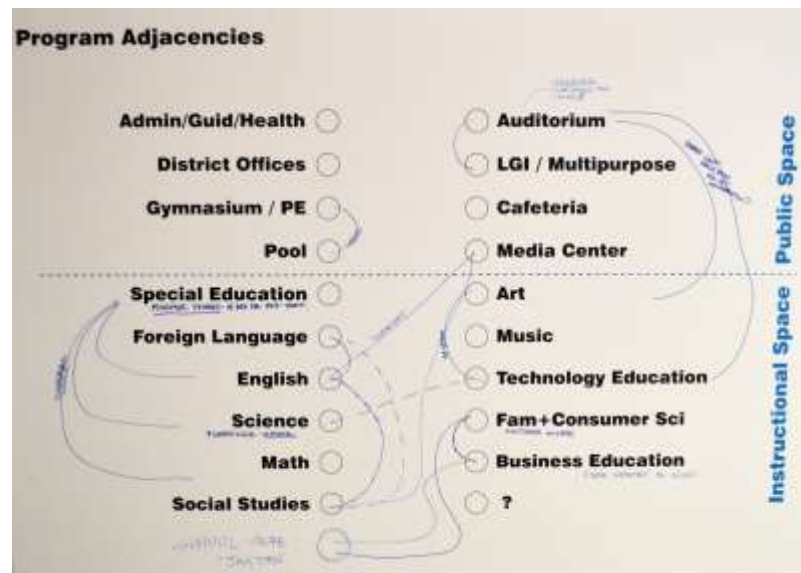 Program Adjacencies
Admin/Guid/Health
District Offices
Gymnasium / PE
Pool
Special Education
Foreign Language
English
Science
Math
Social Studies
Auditorium
LGI / Multipurpose
Cafeteria
Media Center
Art
Music
Technology Education
Fam+Consumer Sci
Business Education
?
Public Space
Instructional Space